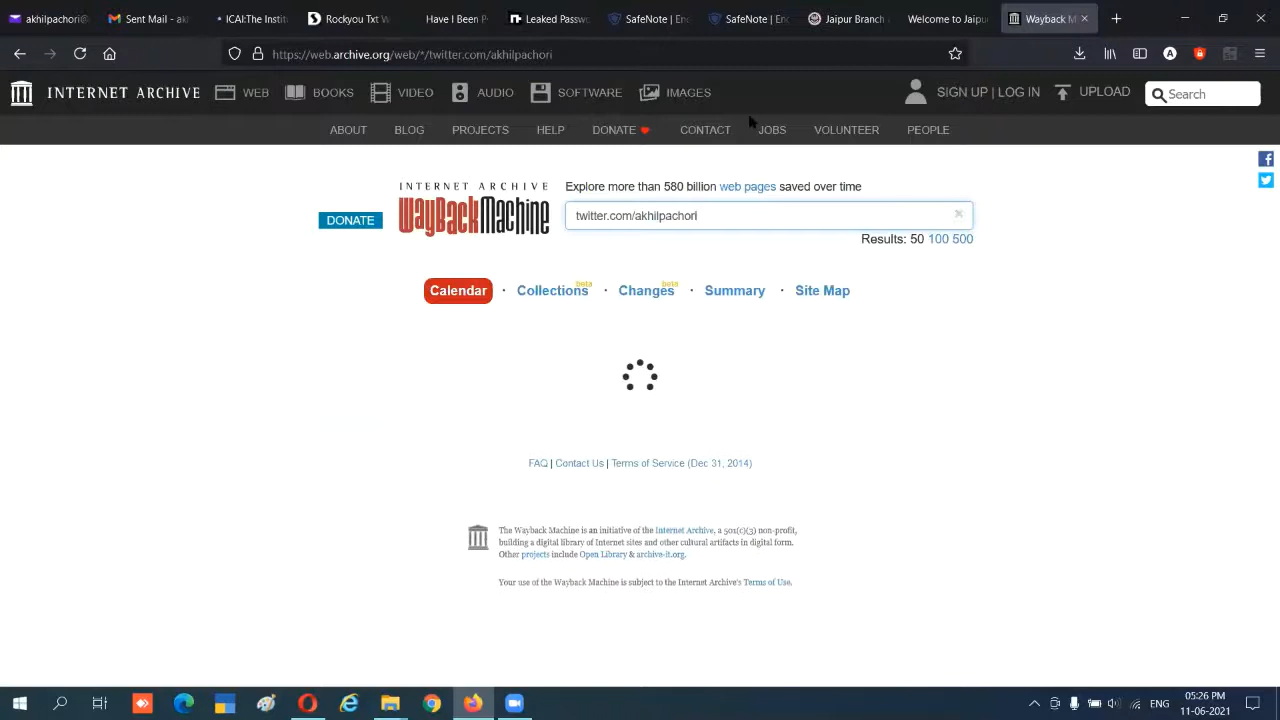 akhilpachori
Sent Mail - ak
ICAI:The Instit
Rockyou Txt W
Have I Been P
Leaked Passw
SafeNote | En
SafeNote | En
Jaipur Branch
Welcome to Jaipu
Wayback M
https://web.archive.org/web/*/twitter.com/akhilpachori
INTERNET ARCHIVE WEB BOOKS VIDEO AUDIO SOFTWARE IMAGES SIGN UP | LOG IN UPLOAD Search
ABOUT BLOG PROJECTS HELP DONATE CONTACT JOBS VOLUNTEER PEOPLE
DONATE
INTERNET ARCHIVE
WayBackMachine
Explore more than 580 billion web pages saved over time
twitter.com/akhilpachori
Results: 50 100 500
Calendar · Collections beta · Changes beta · Summary · Site Map
FAQ | Contact Us | Terms of Service (Dec 31, 2014)
The Wayback Machine is an initiative of the Internet Archive, a 501(c)(3) non-profit,
building a digital library of Internet sites and other cultural artifacts in digital form.
Other projects include Open Library & archive-it.org.
Your use of the Wayback Machine is subject to the Internet Archive's Terms of Use.
ENG
05:26 PM
11-06-2021